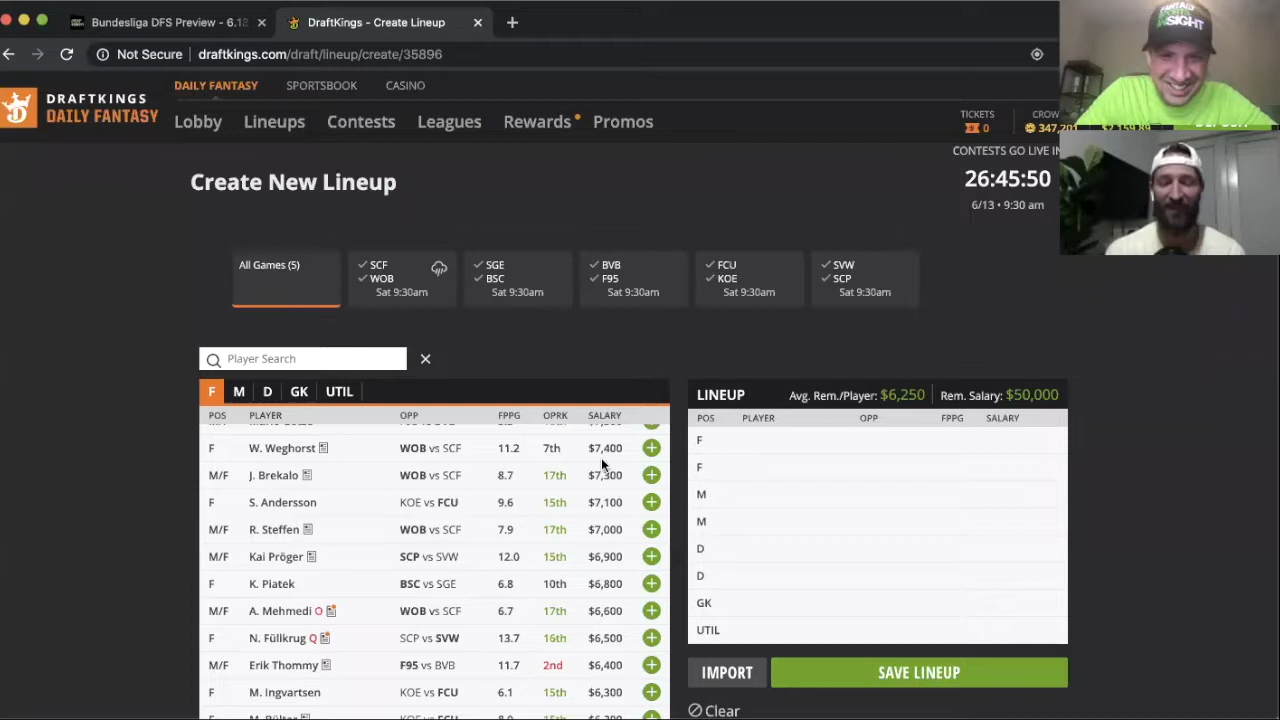 Bundesliga DFS Preview - 6.13
DraftKings - Create Lineup
Not Secure draftkings.com/draft/lineup/create/35896
DRAFTKINGS
DAILY FANTASY
DAILY FANTASY SPORTSBOOK CASINO
Lobby Lineups Contests Leagues Rewards Promos
TICKETS
0
CROW
347,201
$2,159.89
SIGHT
CONTESTS GO LIVE IN
26:45:50
6/13 • 9:30 am
Create New Lineup
All Games (5)
SCF
WOB
Sat 9:30am
SGE
BSC
Sat 9:30am
BVB
F95
Sat 9:30am
FCU
KOE
Sat 9:30am
SVW
SCP
Sat 9:30am
Player Search
F M D GK UTIL
POS PLAYER OPP FPPG OPRK SALARY
F W. Weghorst WOB vs SCF 11.2 7th $7,400
M/F J. Brekalo WOB vs SCF 8.7 17th $7,300
F S. Andersson KOE vs FCU 9.6 15th $7,100
M/F R. Steffen WOB vs SCF 7.9 17th $7,000
M/F Kai Pröger SCP vs SVW 12.0 15th $6,900
F K. Piatek BSC vs SGE 6.8 10th $6,800
M/F A. Mehmedi O WOB vs SCF 6.7 17th $6,600
F N. Füllkrug Q SCP vs SVW 13.7 16th $6,500
M/F Erik Thommy F95 vs BVB 11.7 2nd $6,400
F M. Ingvartsen KOE vs FCU 6.1 15th $6,300
LINEUP Avg. Rem./Player: $6,250 Rem. Salary: $50,000
POS PLAYER OPP FPPG SALARY
F
F
M
M
D
D
GK
UTIL
IMPORT SAVE LINEUP
Clear